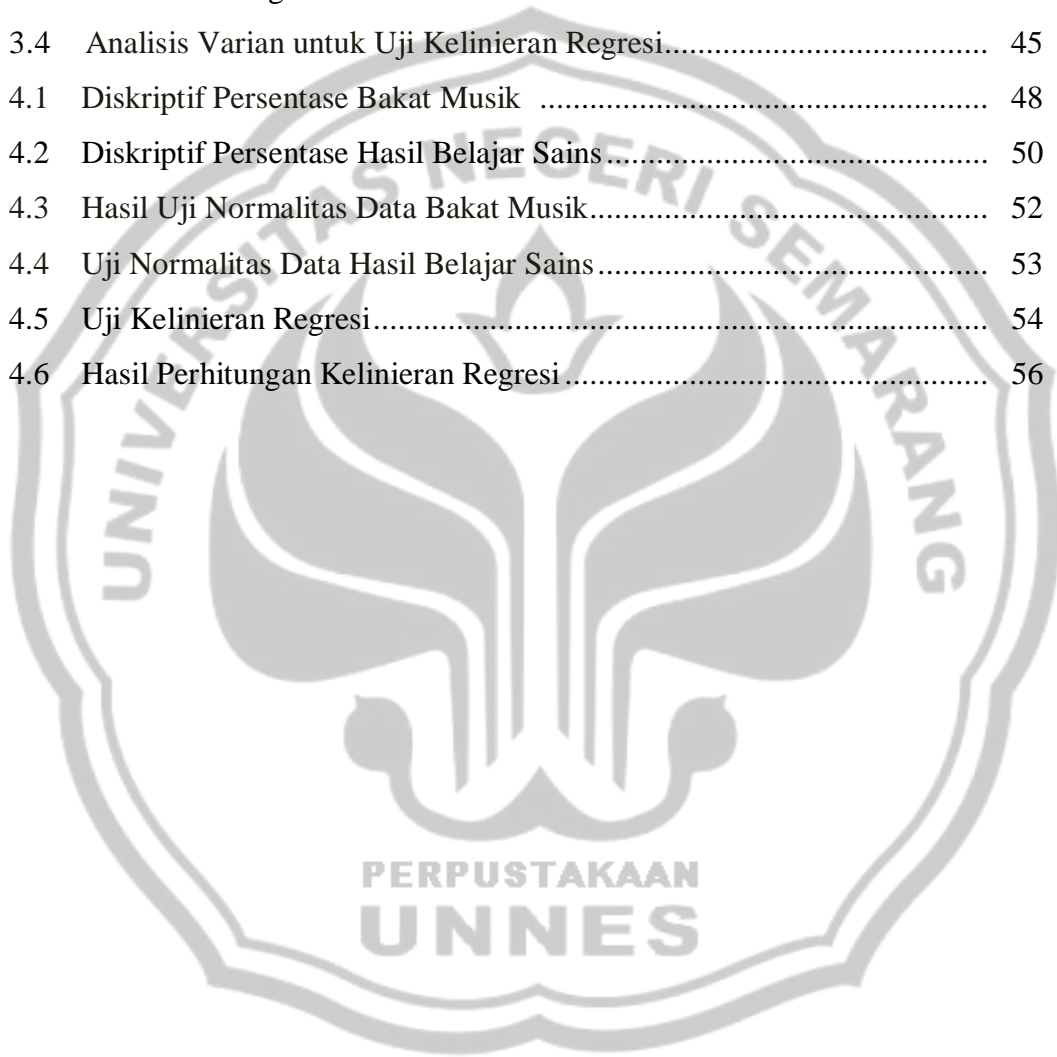 3.4 Analisis Varian untuk Uji Kelinieran Regresi.................................... 45
4.1 Diskriptif Persentase Bakat Musik .................................................. 48
4.2 Diskriptif Persentase Hasil Belajar Sains .......................................... 50
4.3 Hasil Uji Normalitas Data Bakat Musik............................................ 52
4.4 Uji Normalitas Data Hasil Belajar Sains ........................................... 53
4.5 Uji Kelinieran Regresi..................................................................... 54
4.6 Hasil Perhitungan Kelinieran Regresi ............................................... 56
UNIVERSITAS NEGERI SEMARANG
PERPUSTAKAAN
UNNES